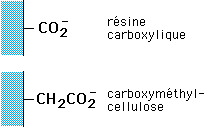 CO₂⁻ résine
carboxylique
CH₂CO₂⁻ carboxyméthyl-
cellulose